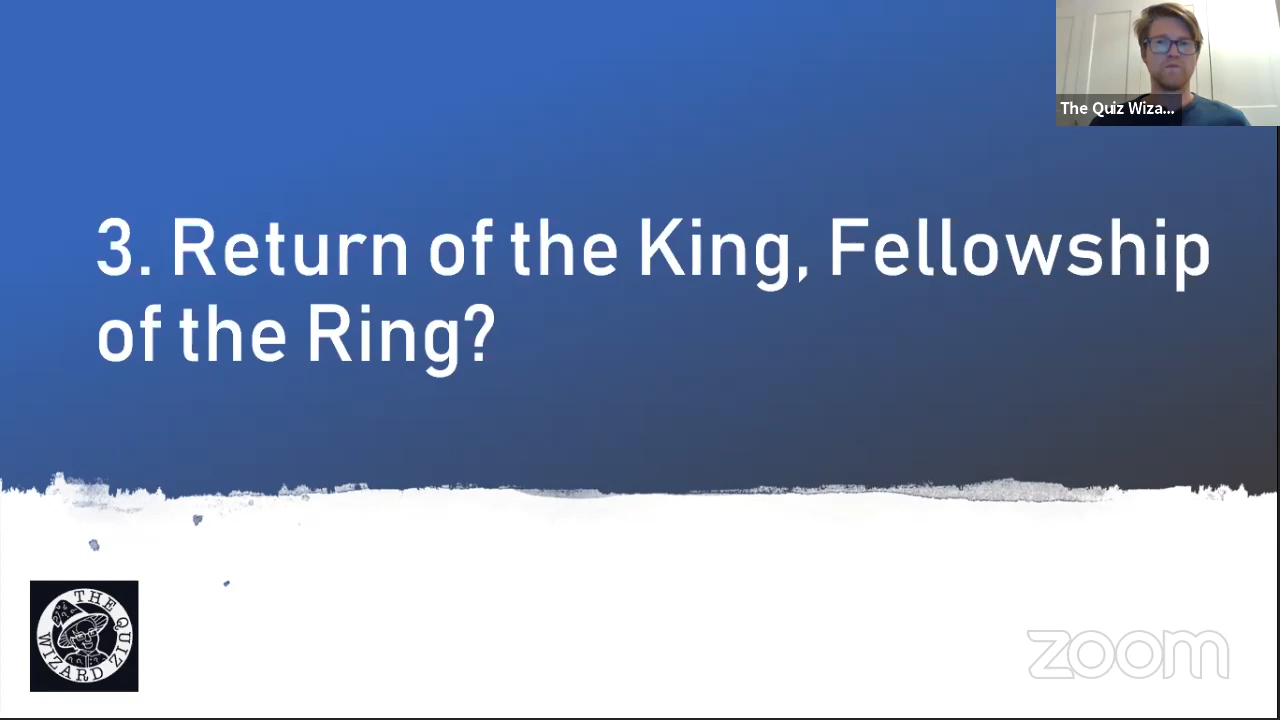 The Quiz Wiza...
3. Return of the King, Fellowship
of the Ring?
THE QUIZ WIZARD
zoom